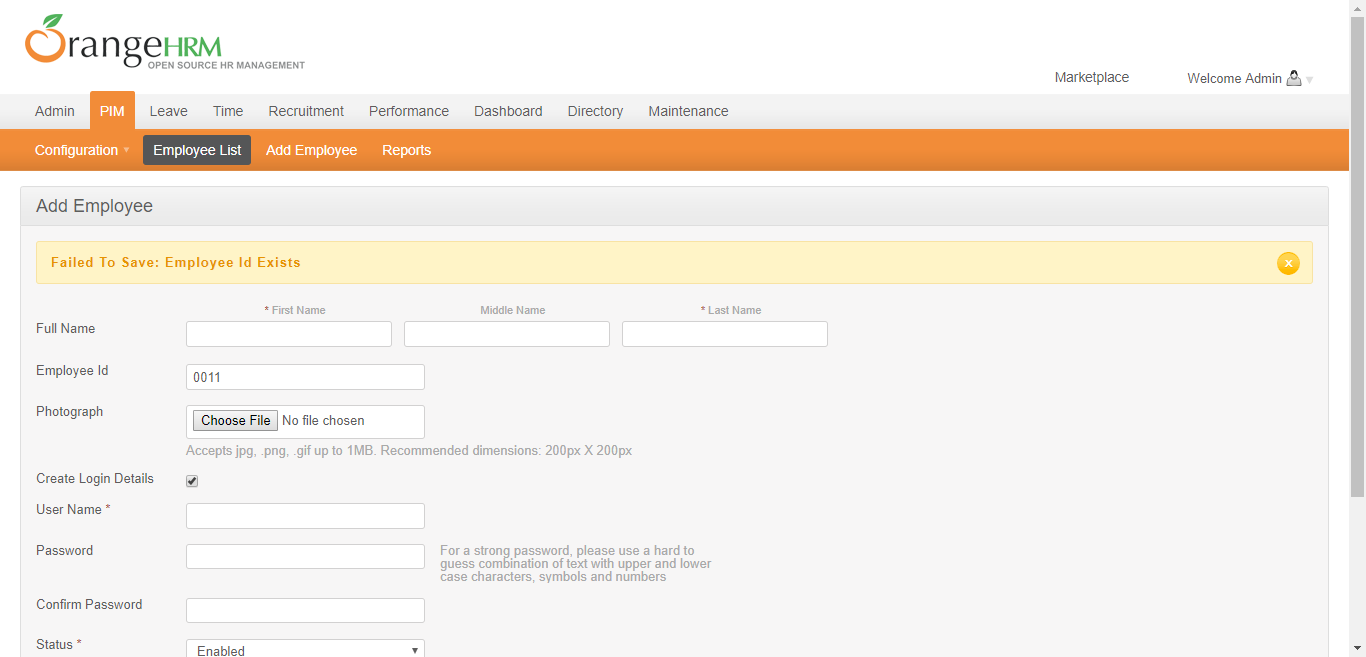 OrangeHRM
OPEN SOURCE HR MANAGEMENT
Marketplace
Welcome Admin
Admin PIM Leave Time Recruitment Performance Dashboard Directory Maintenance
Configuration Employee List Add Employee Reports
Add Employee
Failed To Save: Employee Id Exists
* First Name Middle Name * Last Name
Full Name
Employee Id 0011
Photograph Choose File No file chosen
Accepts jpg, .png, .gif up to 1MB. Recommended dimensions: 200px X 200px
Create Login Details
User Name *
Password For a strong password, please use a hard to
guess combination of text with upper and lower
case characters, symbols and numbers
Confirm Password
Status * Enabled